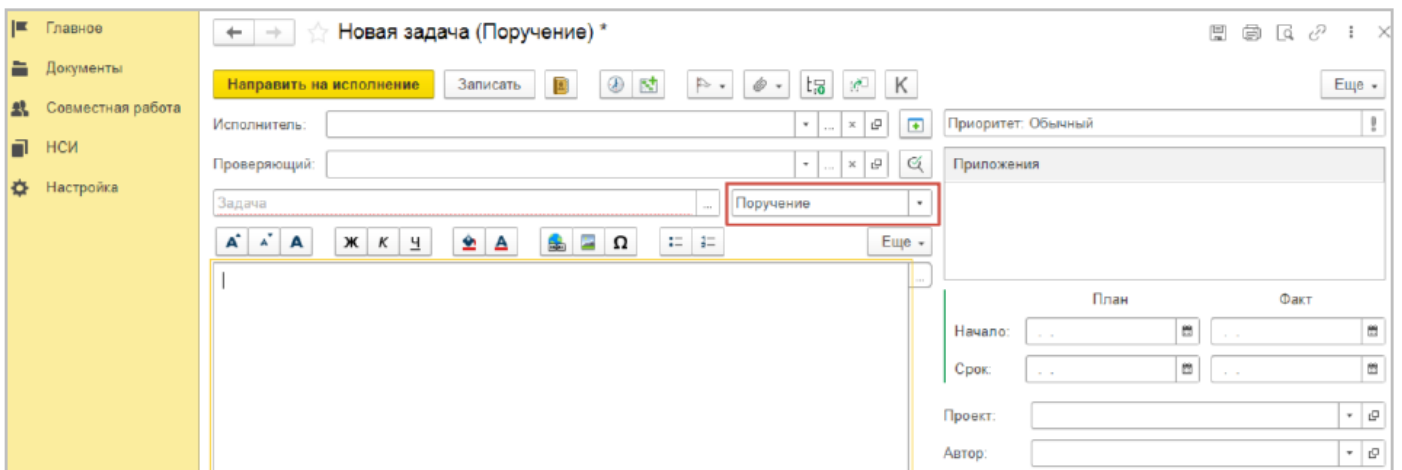 Главное
Документы
Совместная работа
НСИ
Настройка
Новая задача (Поручение) *
Направить на исполнение Записать К Еще
Исполнитель: ... × Приоритет: Обычный
Проверяющий: ... × Приложения
Задача ... Поручение
А А А Ж К Ч А Ω Еще
...
План Факт
Начало: . . . .
Срок: . . . .
Проект:
Автор: